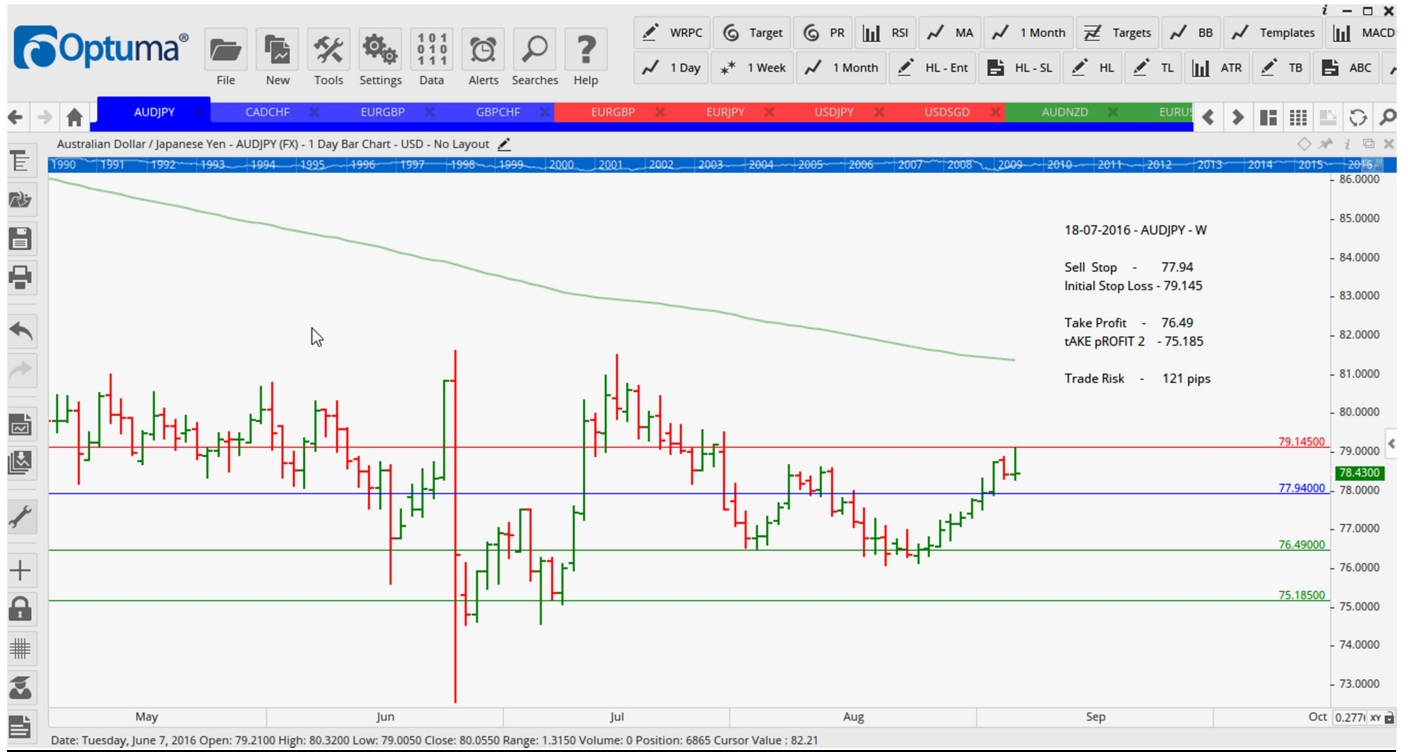 i
Optuma®
File
New
Tools
Settings
101
010
111
Data
Alerts
Searches
?
Help
WRPC
Target
PR
RSI
MA
1 Month
Targets
BB
Templates
MACD
1 Day
1 Week
1 Month
HL - Ent
HL - SL
HL
TL
ATR
TB
ABC
AUDJPY
CADCHF
EURGBP
GBPCHF
EURGBP
EURJPY
USDJPY
USDSGD
AUDNZD
EURUS
Australian Dollar / Japanese Yen - AUDJPY (FX) - 1 Day Bar Chart - USD - No Layout
i
1990 1991 1992 1993 1994 1995 1996 1997 1998 1999 2000 2001 2002 2003 2004 2005 2006 2007 2008 2009 2010 2011 2012 2013 2014 2015 2016
18-07-2016 - AUDJPY - W
Sell Stop - 77.94
Initial Stop Loss - 79.145
Take Profit - 76.49
tAKE pROFIT 2 - 75.185
Trade Risk - 121 pips
86.0000
85.0000
84.0000
83.0000
82.0000
81.0000
80.0000
79.14500
79.0000
78.4300
78.0000
77.94000
77.0000
76.49000
76.0000
75.18500
75.0000
74.0000
73.0000
May Jun Jul Aug Sep Oct
0.277 XY
Date: Tuesday, June 7, 2016 Open: 79.2100 High: 80.3200 Low: 79.0050 Close: 80.0550 Range: 1.3150 Volume: 0 Position: 6865 Cursor Value : 82.21